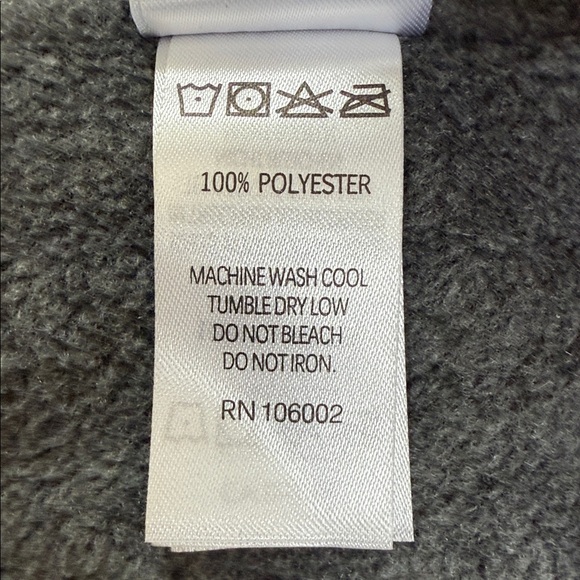 100% POLYESTER
MACHINE WASH COOL
TUMBLE DRY LOW
DO NOT BLEACH
DO NOT IRON.
RN 106002